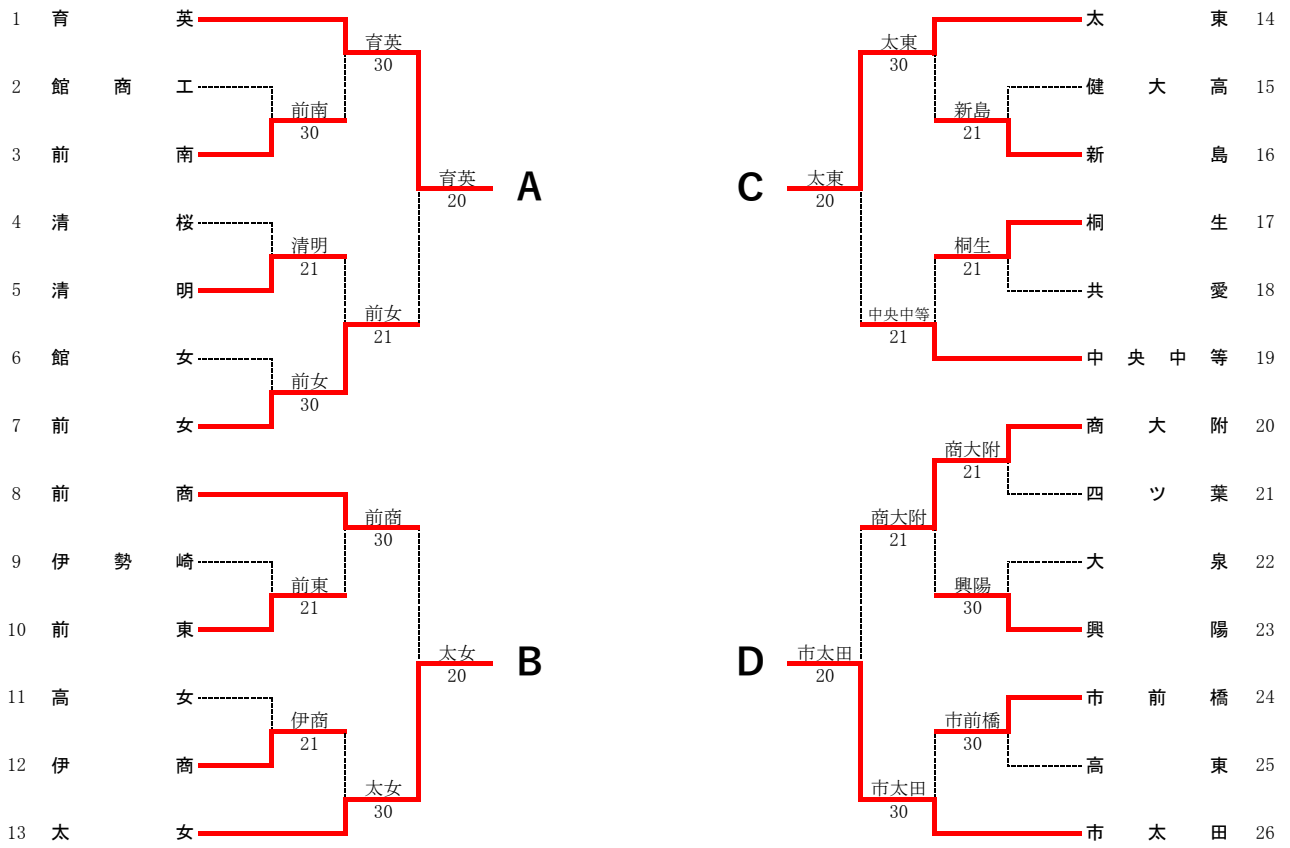 1 育英
2 館商工
3 前南
4 清桜
5 清明
6 館女
7 前女
8 前商
9 伊勢崎
10 前東
11 高女
12 伊商
13 太女
前南
30
清明
21
前女
30
前東
21
伊商
21
育英
30
前女
21
前商
30
太女
30
育英
20
太女
20
A
B
C
D
太東
20
市太田
20
太東
30
中央中等
21
商大附
21
市太田
30
新島
21
桐生
21
商大附
21
興陽
30
市前橋
30
太東 14
健大高 15
新島 16
桐生 17
共愛 18
中央中等 19
商大附 20
四ツ葉 21
大泉 22
興陽 23
市前橋 24
高東 25
市太田 26